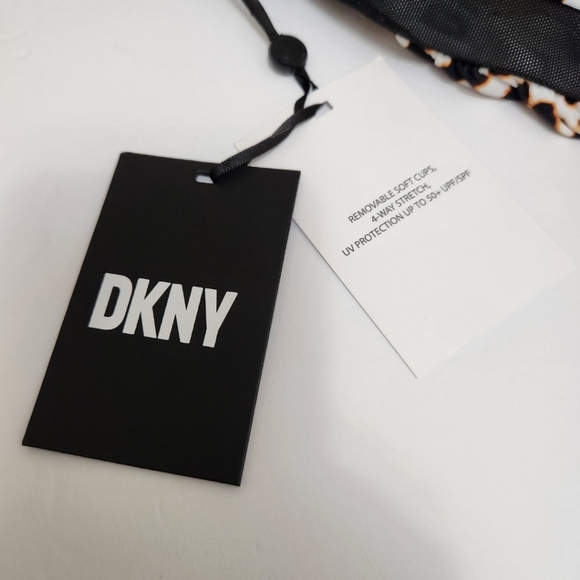 DKNY
REMOVABLE SOFT CUPS,
4-WAY STRETCH,
UV PROTECTION UP TO 50+ UPF/SPF